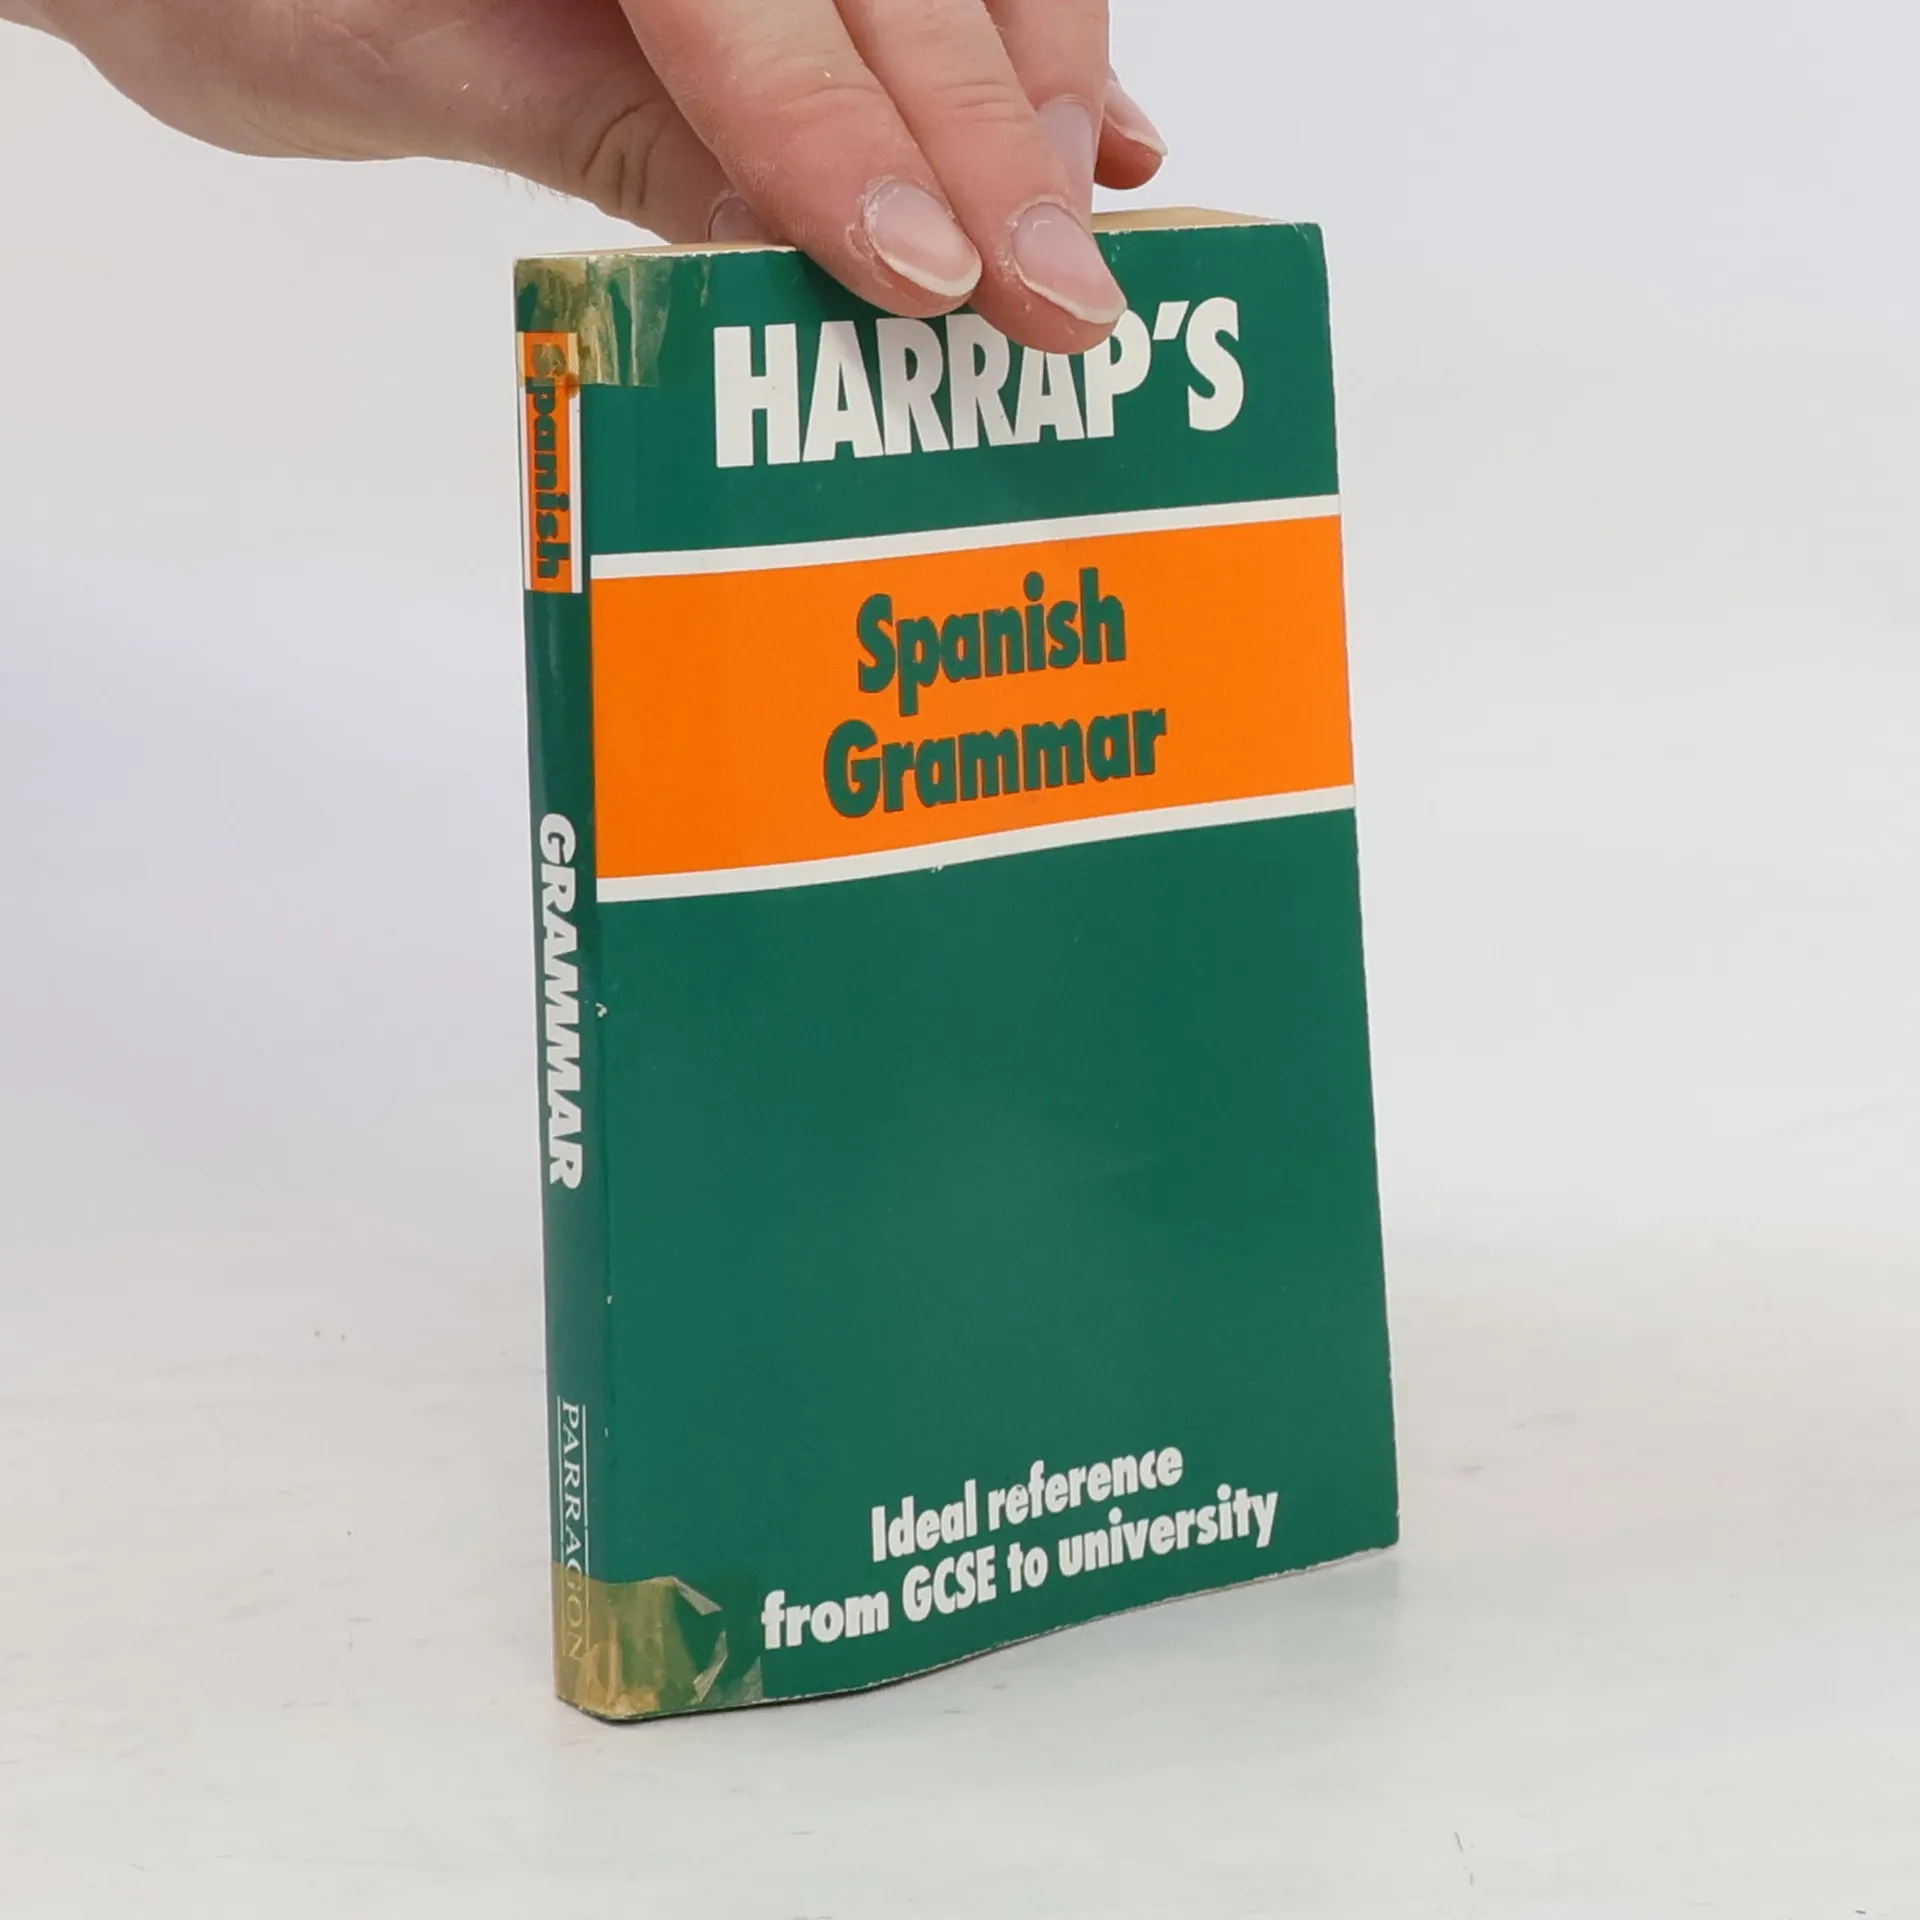 HARRAP'S
Spanish
Grammar
Ideal reference
from GCSE to university
Spanish
GRAMMAR
PARRAGON